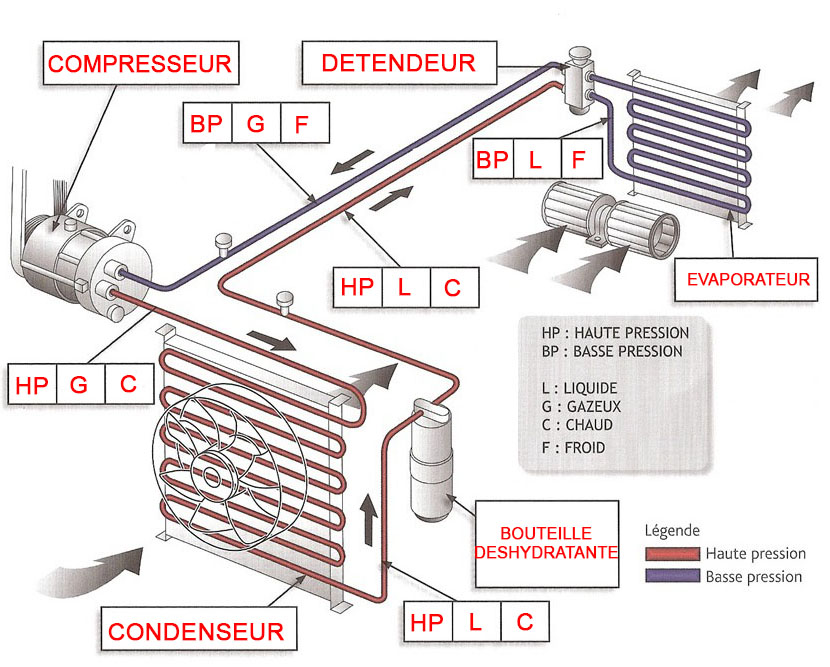 COMPRESSEUR
DETENDEUR
BP G F
BP L F
HP L C
EVAPORATEUR
HP G C
HP : HAUTE PRESSION
BP : BASSE PRESSION
L : LIQUIDE
G : GAZEUX
C : CHAUD
F : FROID
BOUTEILLE
DESHYDRATANTE
Légende
Haute pression
Basse pression
CONDENSEUR
HP L C